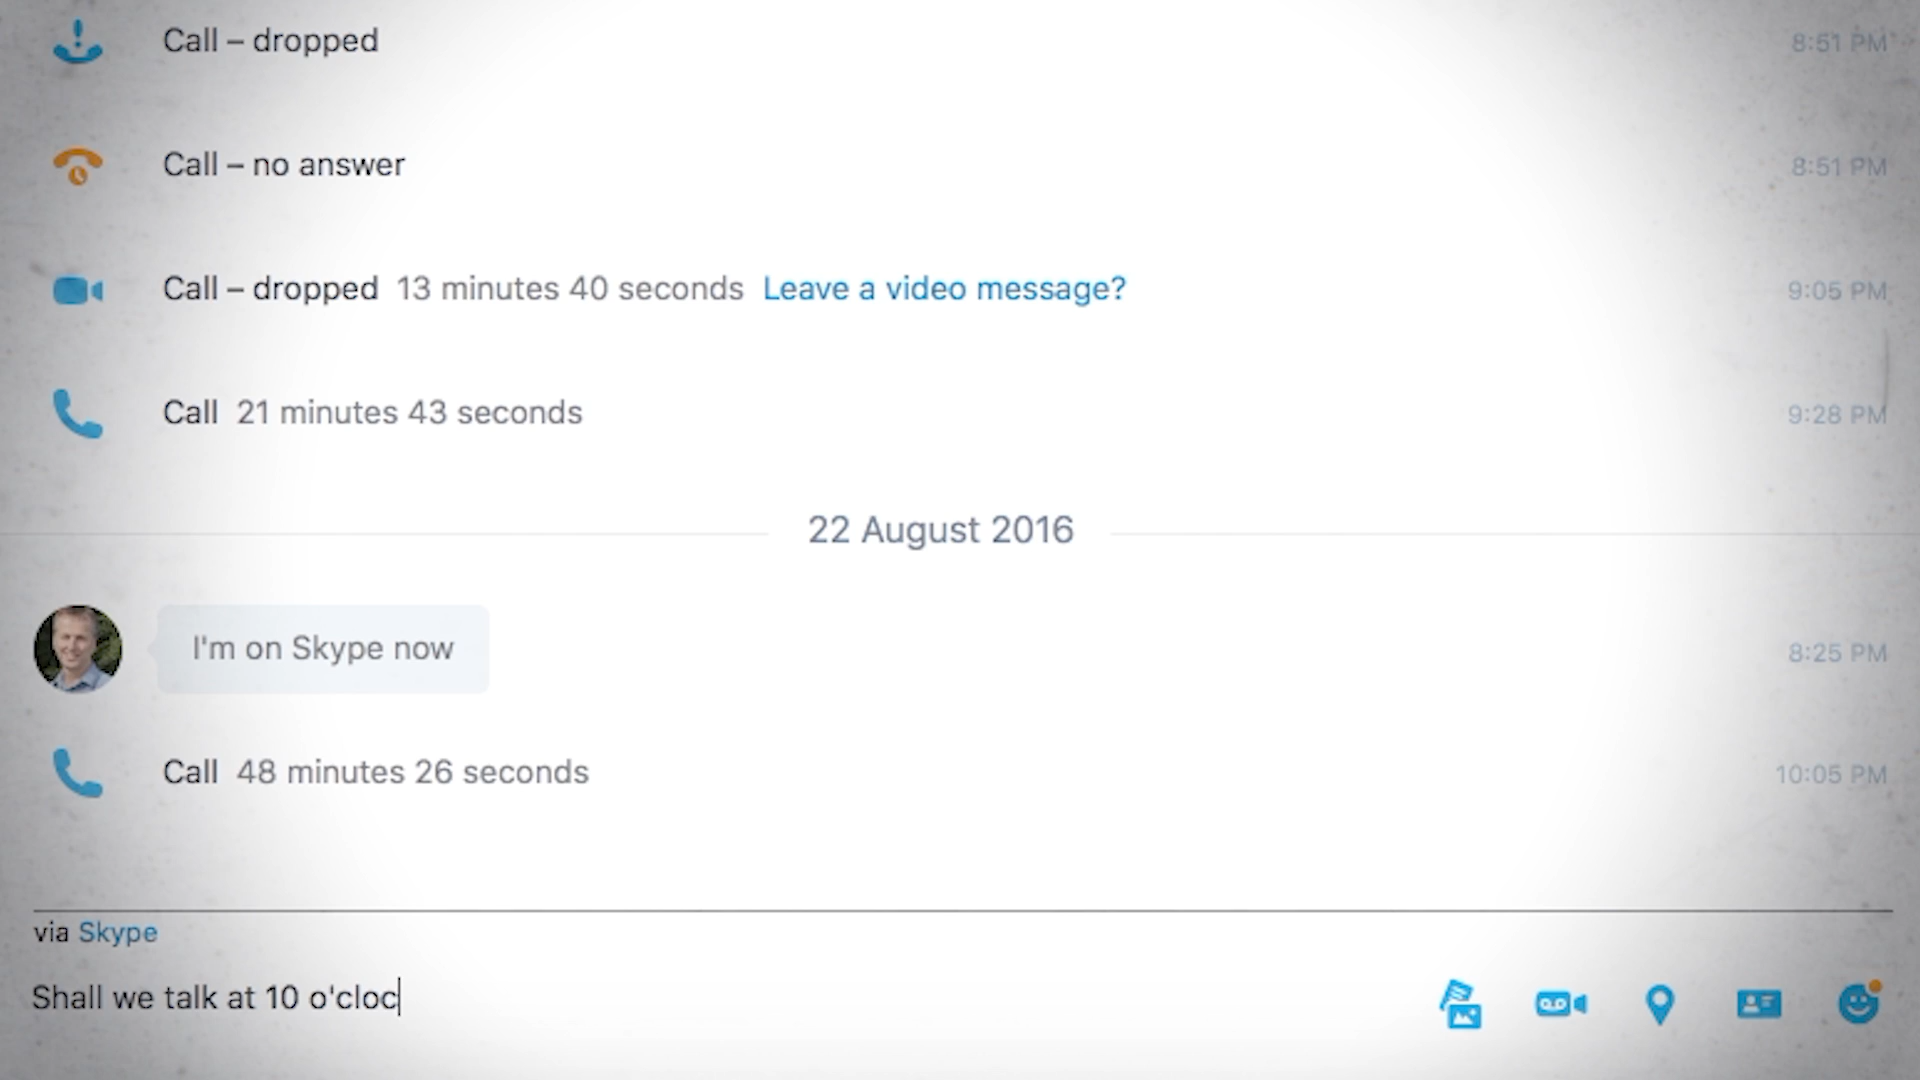 Call – dropped 8:51 PM
Call – no answer 8:51 PM
Call – dropped 13 minutes 40 seconds Leave a video message? 9:05 PM
Call 21 minutes 43 seconds 9:28 PM
22 August 2016
I'm on Skype now 8:25 PM
Call 48 minutes 26 seconds 10:05 PM
via Skype
Shall we talk at 10 o'cloc